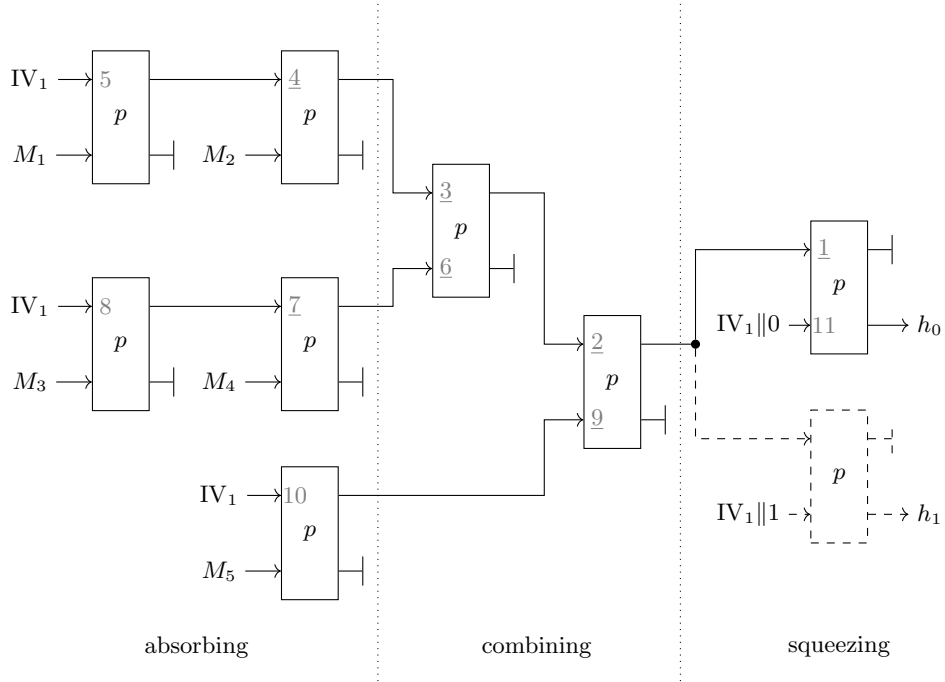 IV₁ 5 p 4 p
M₁ M₂
3 p
6
IV₁ 8 p 7 p
M₃ M₄
1 p
IV₁∥0 11 h₀
2 p
9
IV₁ 10 p
M₅
p
IV₁∥1 h₁
absorbing combining squeezing